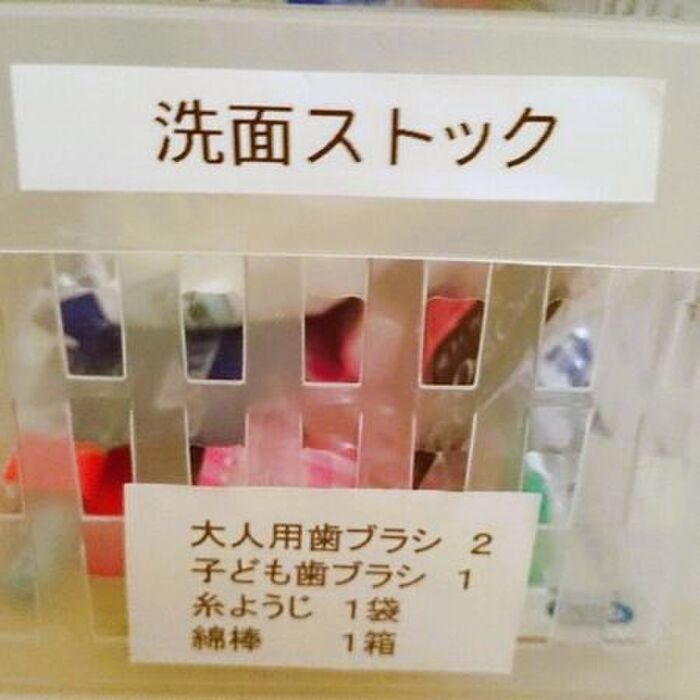 洗面ストック
大人用歯ブラシ 2
子ども歯ブラシ 1
糸ようじ 1袋
綿棒 1箱